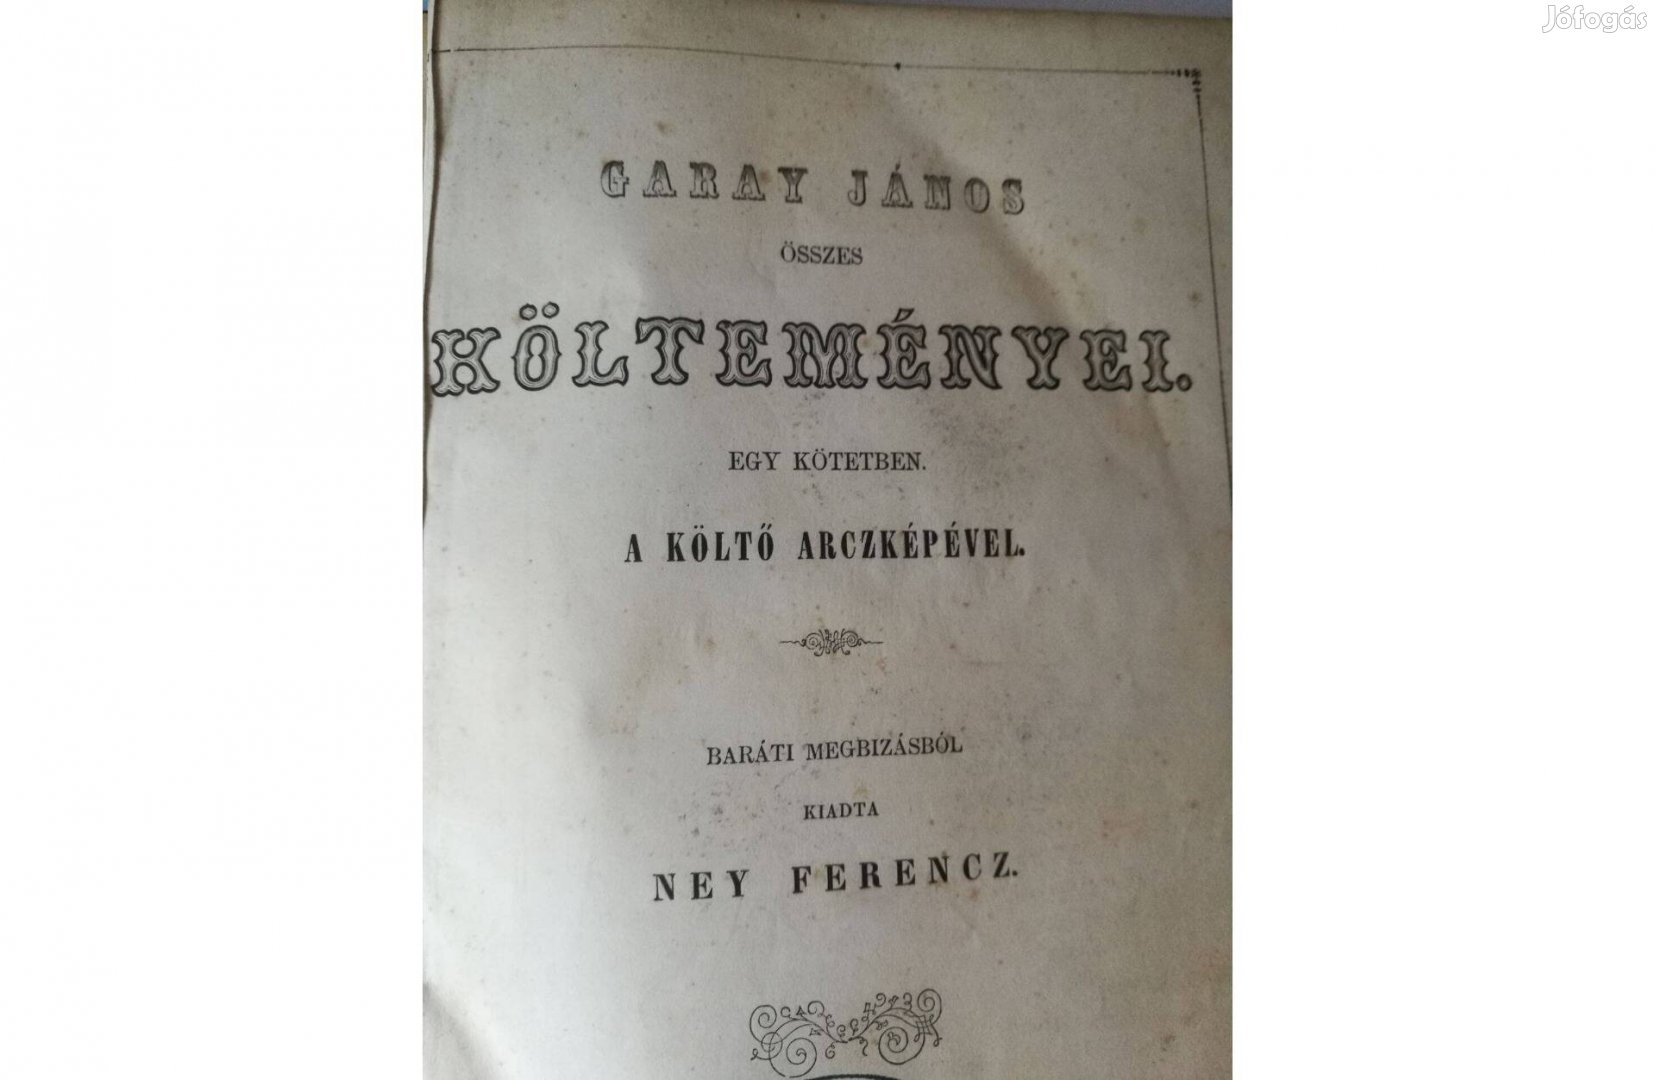 Jófogás
GARAY JÁNOS
ÖSSZES
KÖLTEMÉNYEI.
EGY KÖTETBEN.
A KÖLTŐ ARCZKÉPÉVEL.
BARÁTI MEGBIZÁSBÓL
KIADTA
NEY FERENCZ.